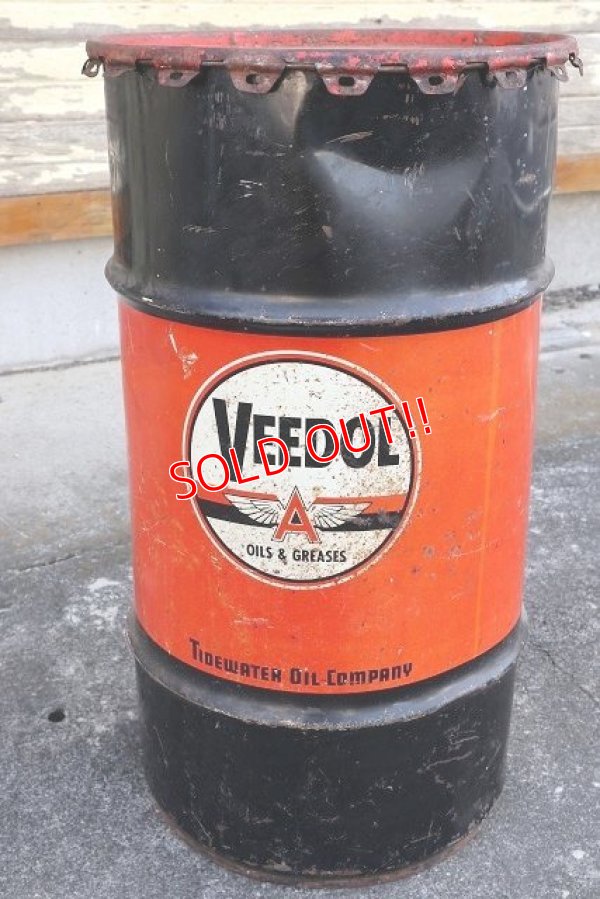 VEEDOL
SOLD OUT!!
A
OILS & GREASES
TIDEWATER OIL COMPANY